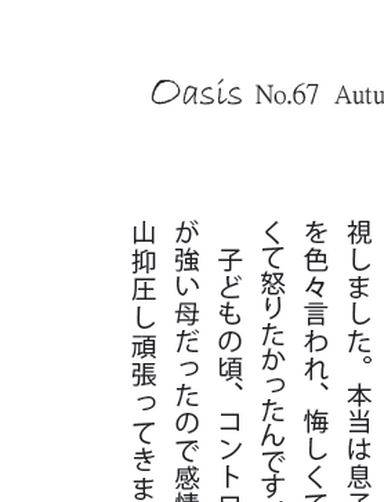 Oasis No.67 Autu
視しました。本当は息子
を色々言われ、悔しくて
くて怒りたかったんです
子どもの頃、コントロ
が強い母だったので感情
山抑圧し頑張ってきま